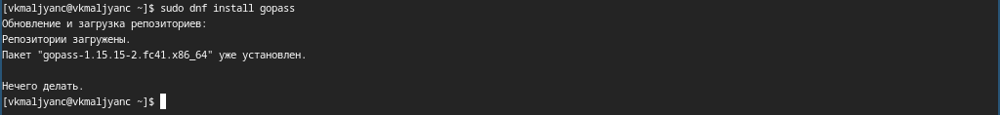 [vkmaljyanc@vkmaljyanc ~]$ sudo dnf install gopass
Обновление и загрузка репозиториев:
Репозитории загружены.
Пакет "gopass-1.15.15-2.fc41.x86_64" уже установлен.
Нечего делать.
[vkmaljyanc@vkmaljyanc ~]$